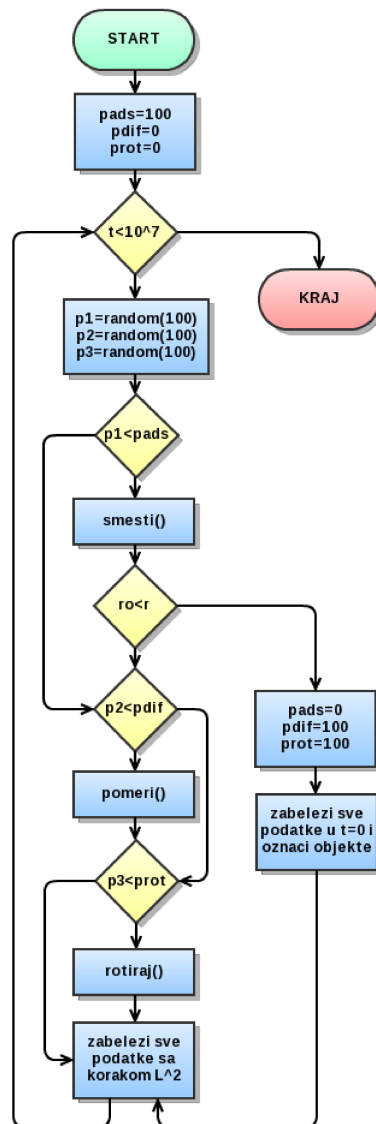 START
pads=100
pdif=0
prot=0
t<10^7
KRAJ
p1=random(100)
p2=random(100)
p3=random(100)
p1<pads
smesti()
ro<r
p2<pdif
pads=0
pdif=100
prot=100
pomeri()
zabelezi sve
podatke u t=0 i
oznaci objekte
p3<prot
rotiraj()
zabelezi sve
podatke sa
korakom L^2